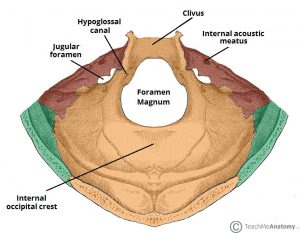 Clivus
Hypoglossal
canal
Jugular
foramen
Internal acoustic
meatus
Foramen
Magnum
Internal
occipital crest
© TeachMeAnatomy